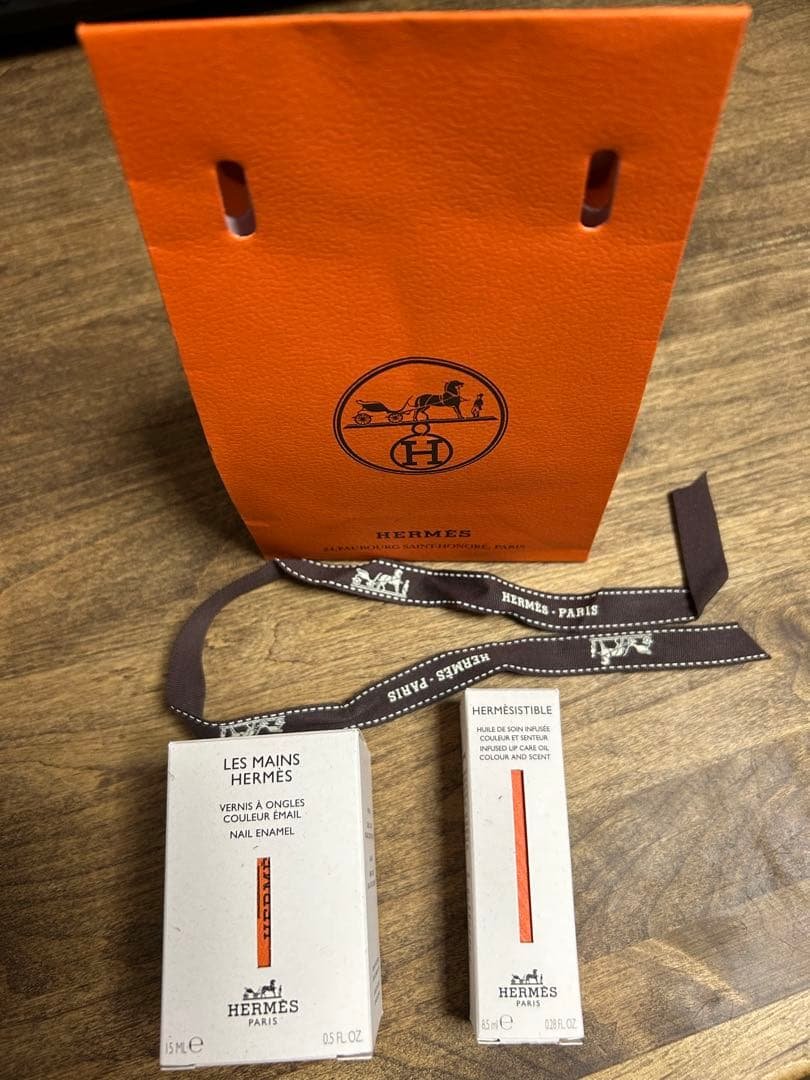 H
HERMÈS
24, FAUBOURG SAINT-HONORÉ, PARIS
HERMÈS - PARIS
HERMÈS - PARIS
LES MAINS
HERMÈS
VERNIS À ONGLES
COULEUR ÉMAIL
NAIL ENAMEL
HERMÈ
HERMÈS
PARIS
15 ML e
0.5 FL. OZ.
HERMÈSISTIBLE
HUILE DE SOIN INFUSÉE
COULEUR ET SENTEUR
INFUSED LIP CARE OIL
COLOUR AND SCENT
HERMÈS
PARIS
8.5 ml e
0.28 FL. OZ.